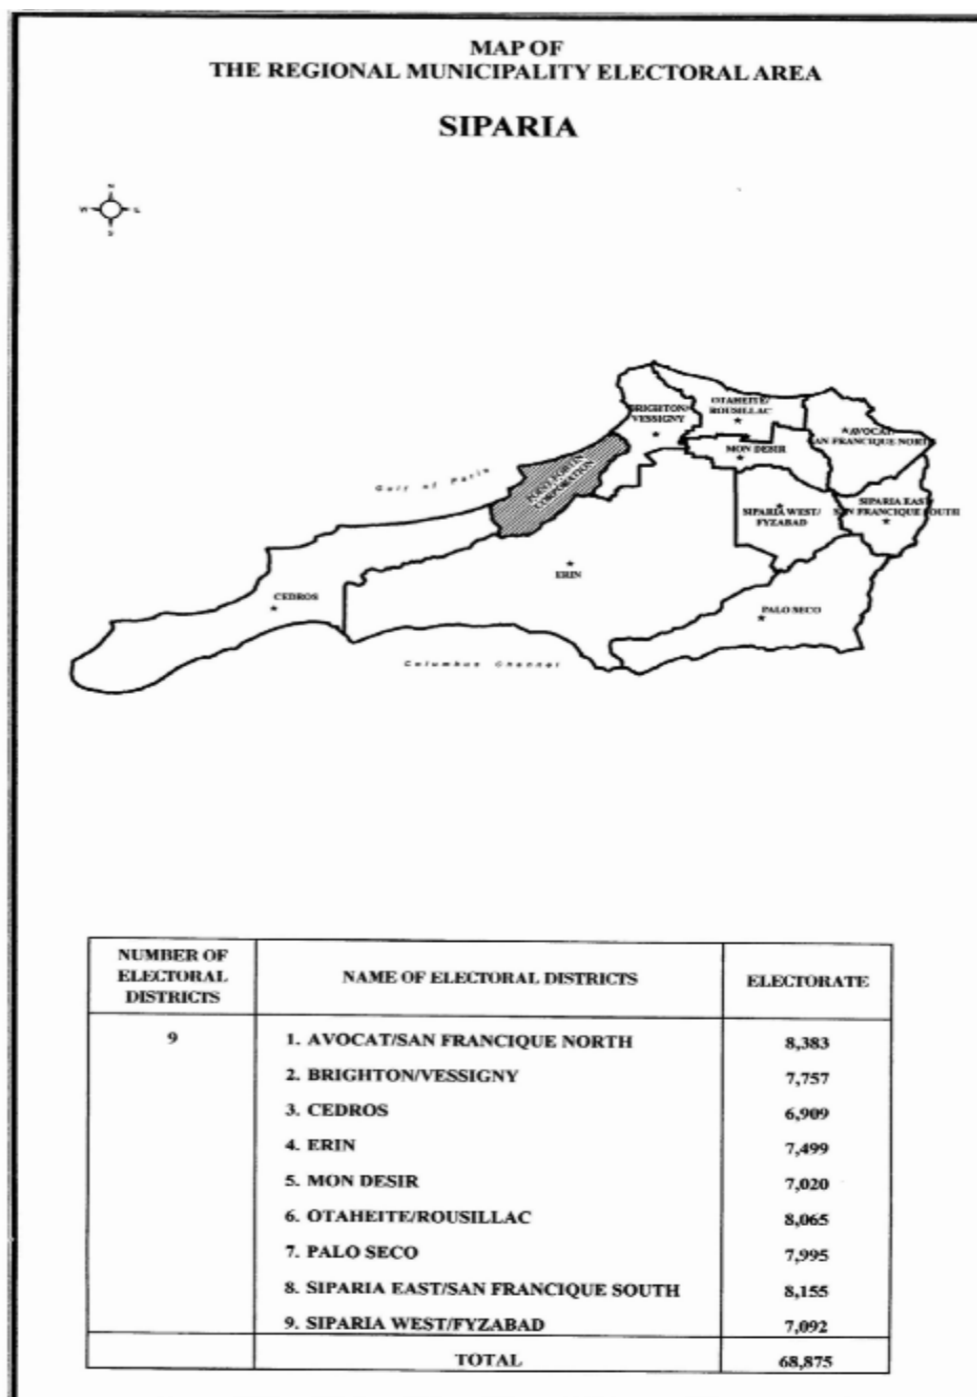 MAP OF
THE REGIONAL MUNICIPALITY ELECTORAL AREA
SIPARIA
N
W
S
BRIGHTON/
VESSIGNY
OTAHEITE/
ROUSILLAC
AVOCAT/
SAN FRANCIQUE NORTH
MON DESIR
Gulf of Paria
POINT FORTIN
CORPORATION
SIPARIA WEST/
FYZABAD
SIPARIA EAST/
SAN FRANCIQUE SOUTH
ERIN
CEDROS
PALO SECO
Columbus Channel
NUMBER OF
ELECTORAL
DISTRICTS
NAME OF ELECTORAL DISTRICTS
ELECTORATE
9
1. AVOCAT/SAN FRANCIQUE NORTH 8,383
2. BRIGHTON/VESSIGNY 7,757
3. CEDROS 6,909
4. ERIN 7,499
5. MON DESIR 7,020
6. OTAHEITE/ROUSILLAC 8,065
7. PALO SECO 7,995
8. SIPARIA EAST/SAN FRANCIQUE SOUTH 8,155
9. SIPARIA WEST/FYZABAD 7,092
TOTAL 68,875